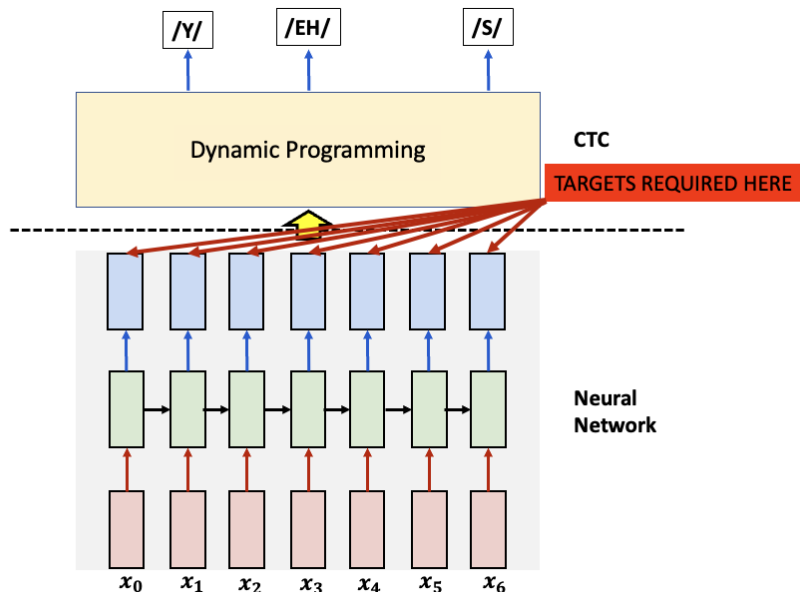 /Y/
/EH/
/S/
Dynamic Programming
CTC
TARGETS REQUIRED HERE
Neural
Network
x₀
x₁
x₂
x₃
x₄
x₅
x₆